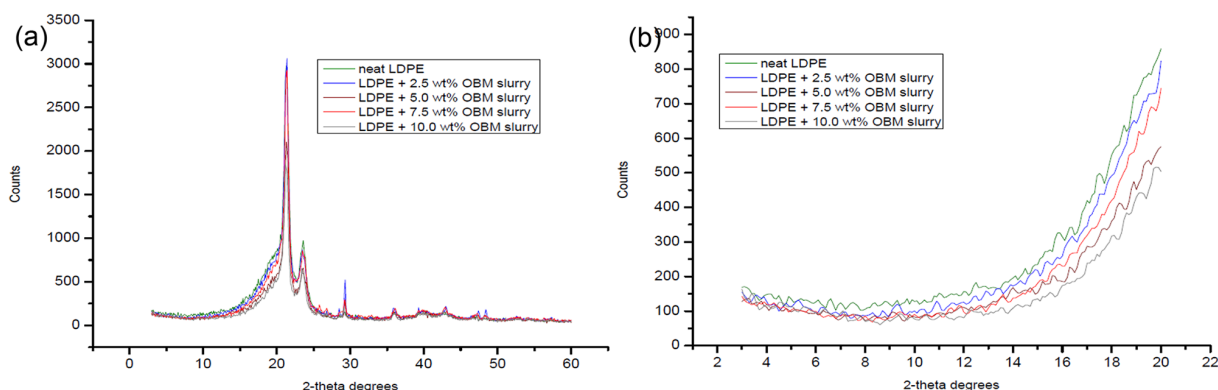 (a)
3500
3000
2500
2000
1500
1000
500
0
Counts
neat LDPE
LDPE + 2.5 wt% OBM slurry
LDPE + 5.0 wt% OBM slurry
LDPE + 7.5 wt% OBM slurry
LDPE + 10.0 wt% OBM slurry
0 10 20 30 40 50 60
2-theta degrees
(b)
900
800
700
600
500
400
300
200
100
0
Counts
neat LDPE
LDPE + 2.5 wt% OBM slurry
LDPE + 5.0 wt% OBM slurry
LDPE + 7.5 wt% OBM slurry
LDPE + 10.0 wt% OBM slurry
2 4 6 8 10 12 14 16 18 20 22
2-theta degrees